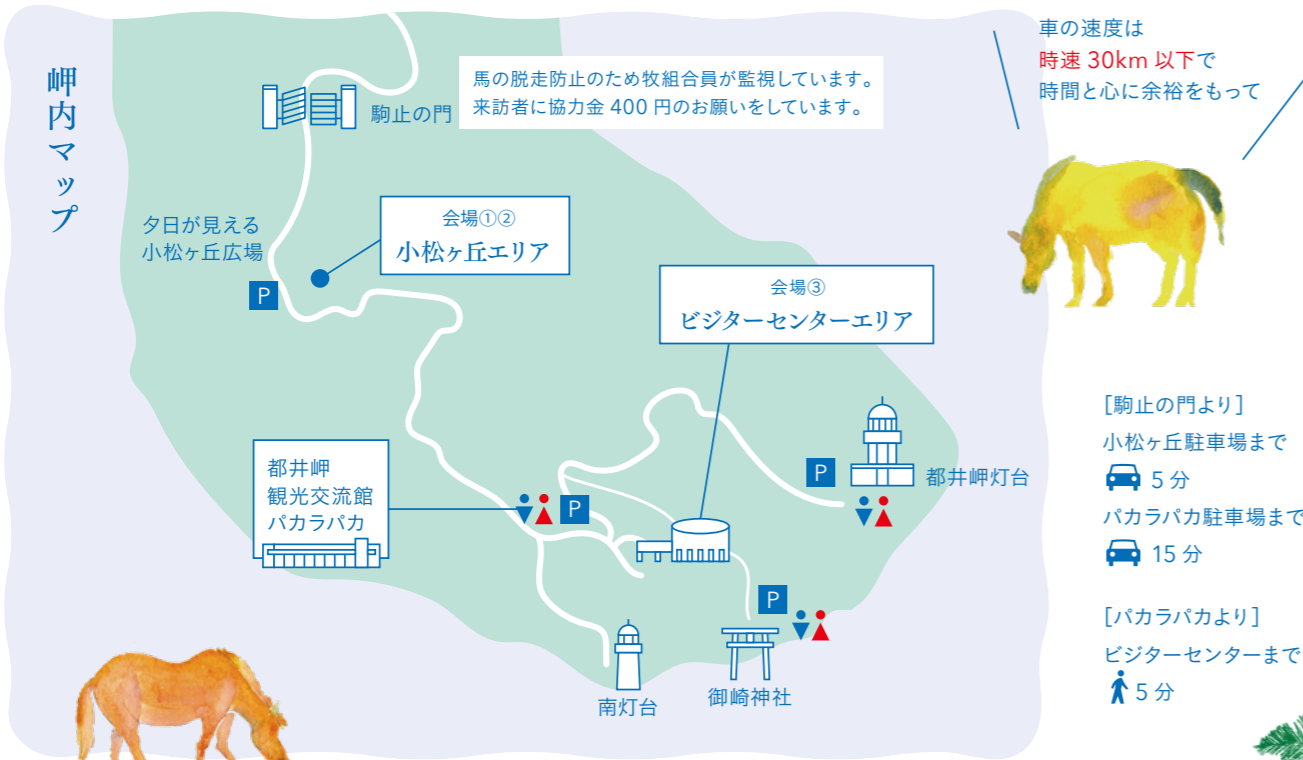 岬内マップ
駒止の門
馬の脱走防止のため牧組合員が監視しています。
来訪者に協力金 400 円のお願いをしています。
車の速度は
時速 30km 以下で
時間と心に余裕をもって
夕日が見える
小松ヶ丘広場
P
会場①②
小松ヶ丘エリア
会場③
ビジターセンターエリア
都井岬
観光交流館
パカラパカ
P
P
都井岬灯台
P
南灯台
御崎神社
[駒止の門より]
小松ヶ丘駐車場まで
5 分
パカラパカ駐車場まで
15 分
[パカラパカより]
ビジターセンターまで
5 分